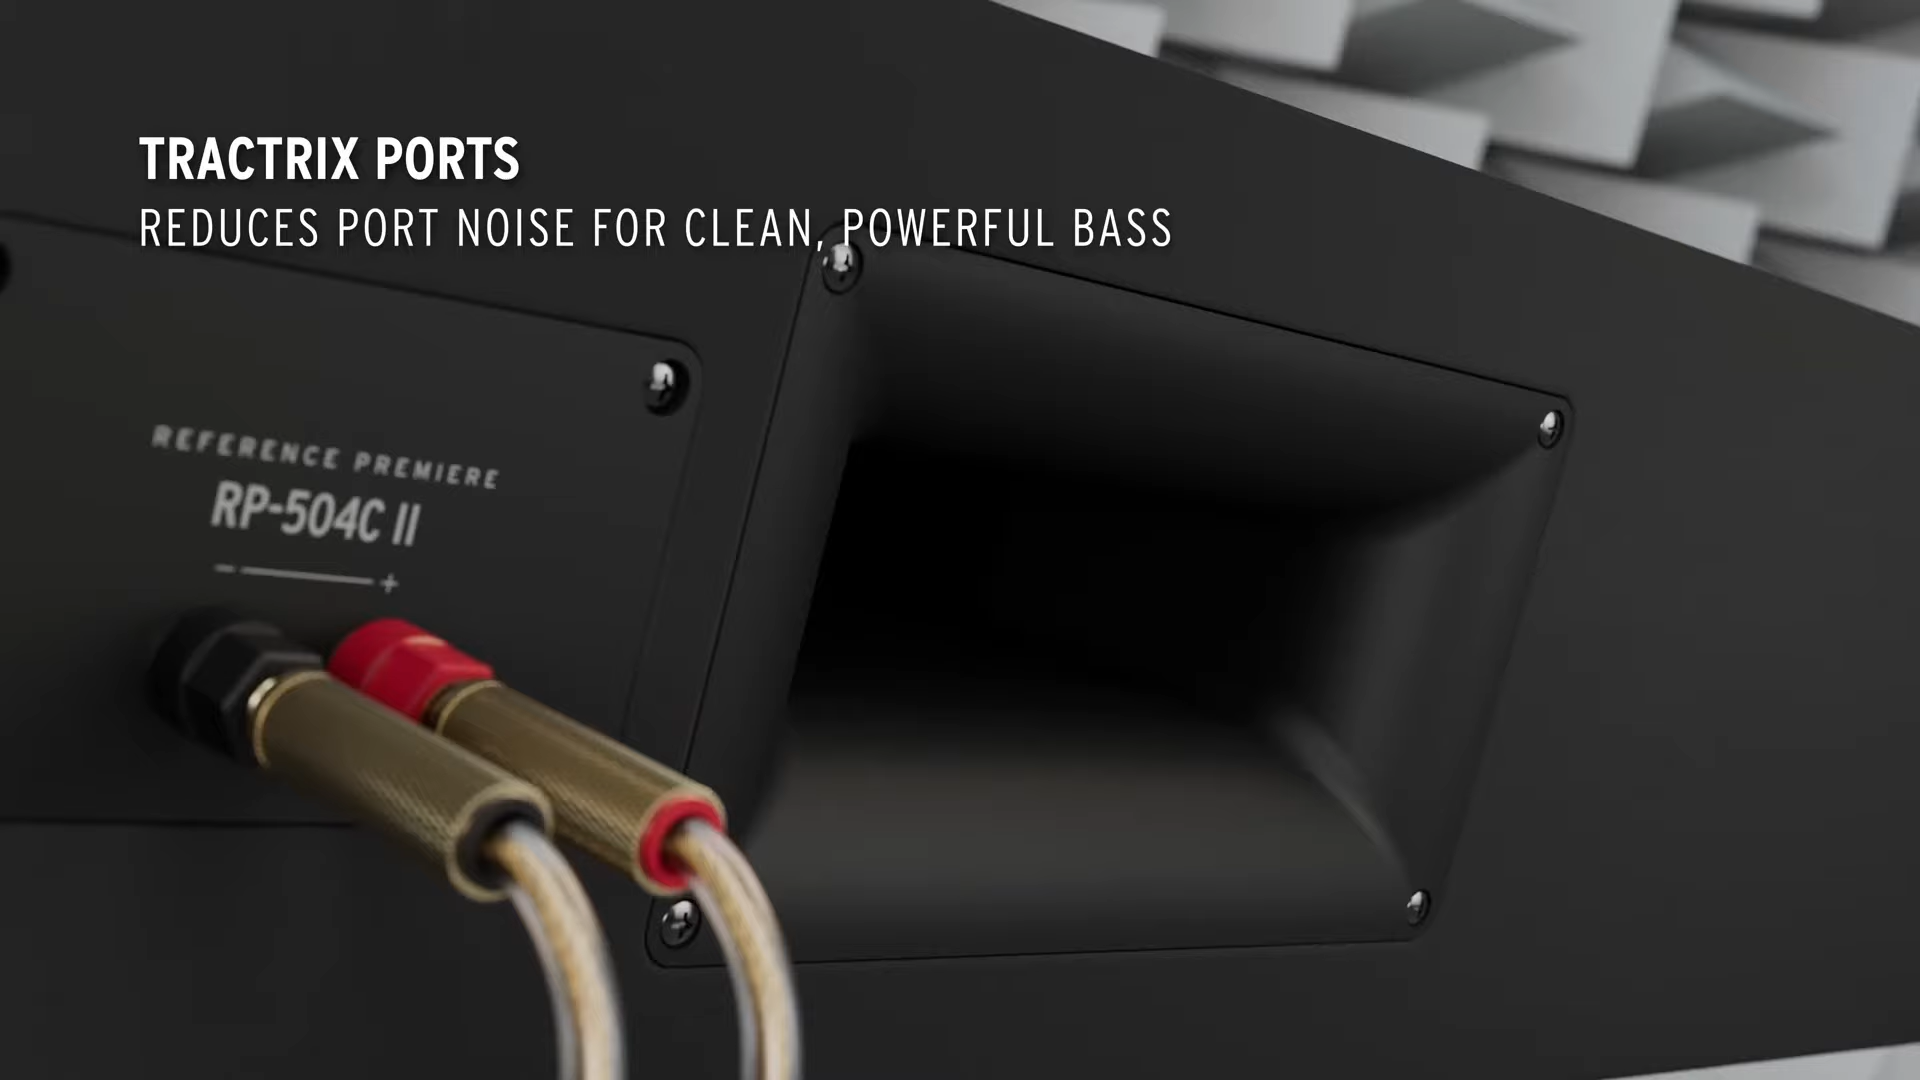 TRACTRIX PORTS
REDUCES PORT NOISE FOR CLEAN, POWERFUL BASS
REFERENCE PREMIERE
RP-504C II
− +